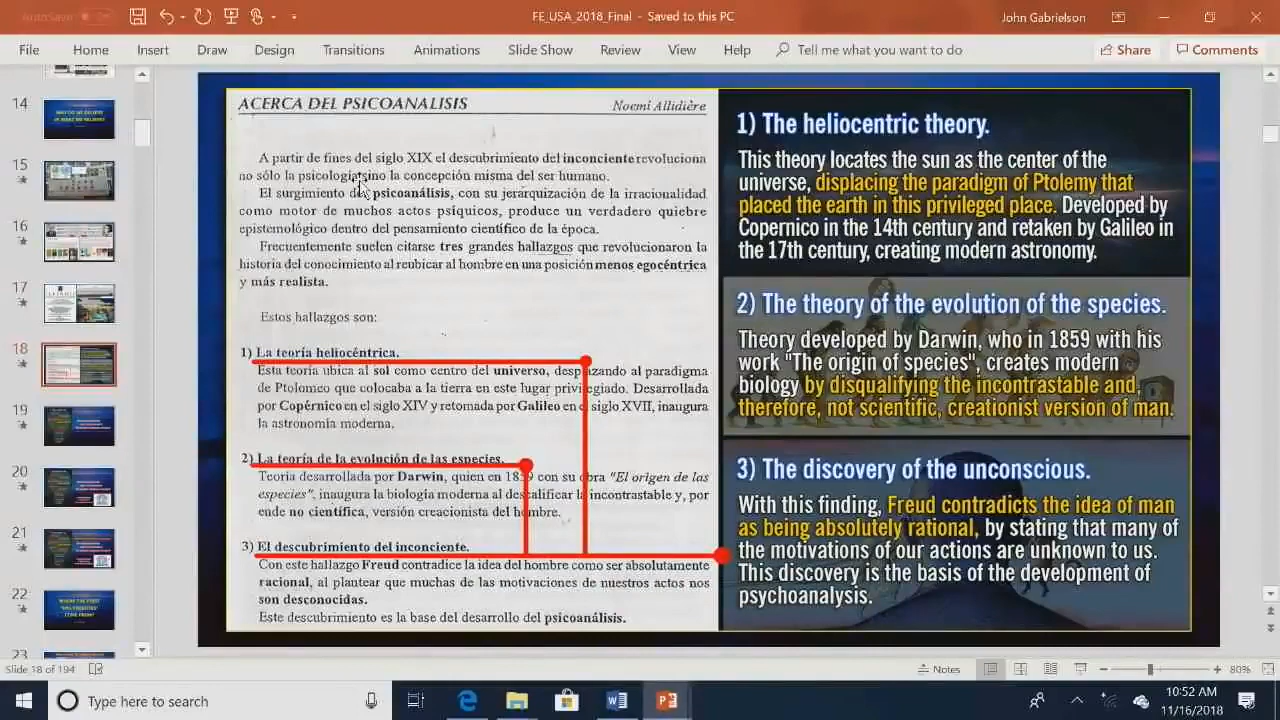 AutoSave
FE_USA_2018_Final - Saved to this PC
John Gabrielson
File Home Insert Draw Design Transitions Animations Slide Show Review View Help Tell me what you want to do Share Comments
14
15
16
17
18
19
20
21
22
23
ACERCA DEL PSICOANALISIS Noemi Allidière
A partir de fines del siglo XIX el descubrimiento del inconciente revoluciona
no sólo la psicología sino la concepción misma del ser humano.
El surgimiento del psicoanálisis, con su jerarquización de la irracionalidad
como motor de muchos actos psíquicos, produce un verdadero quiebre
epistemológico dentro del pensamiento científico de la época.
Frecuentemente suelen citarse tres grandes hallazgos que revolucionaron la
historia del conocimiento al reubicar al hombre en una posición menos egocéntrica
y más realista.
Estos hallazgos son:
1) La teoría heliocéntrica.
Esta teoría ubica al sol como centro del universo, desplazando al paradigma
de Ptolomeo que colocaba a la tierra en este lugar privilegiado. Desarrollada
por Copérnico en el siglo XIV y retomada por Galileo en el siglo XVII, inaugura
la astronomía moderna.
2) La teoría de la evolución de las especies.
Teoría desarrollada por Darwin, quien en 1859 con su obra "El origen de las
especies", inaugura la biología moderna al descalificar la incontrastable y, por
ende no científica, versión creacionista del hombre.
3) El descubrimiento del inconciente.
Con este hallazgo Freud contradice la idea del hombre como ser absolutamente
racional, al plantear que muchas de las motivaciones de nuestros actos nos
son desconocidas.
Este descubrimiento es la base del desarrollo del psicoanálisis.
1) The heliocentric theory.
This theory locates the sun as the center of the
universe, displacing the paradigm of Ptolemy that
placed the earth in this privileged place. Developed by
Copernico in the 14th century and retaken by Galileo in
the 17th century, creating modern astronomy.
2) The theory of the evolution of the species.
Theory developed by Darwin, who in 1859 with his
work "The origin of species", creates modern
biology by disqualifying the incontrastable and,
therefore, not scientific, creationist version of man.
3) The discovery of the unconscious.
With this finding, Freud contradicts the idea of man
as being absolutely rational, by stating that many of
the motivations of our actions are unknown to us.
This discovery is the basis of the development of
psychoanalysis.
Slide 18 of 194
Notes
80%
Type here to search
10:52 AM
11/16/2018